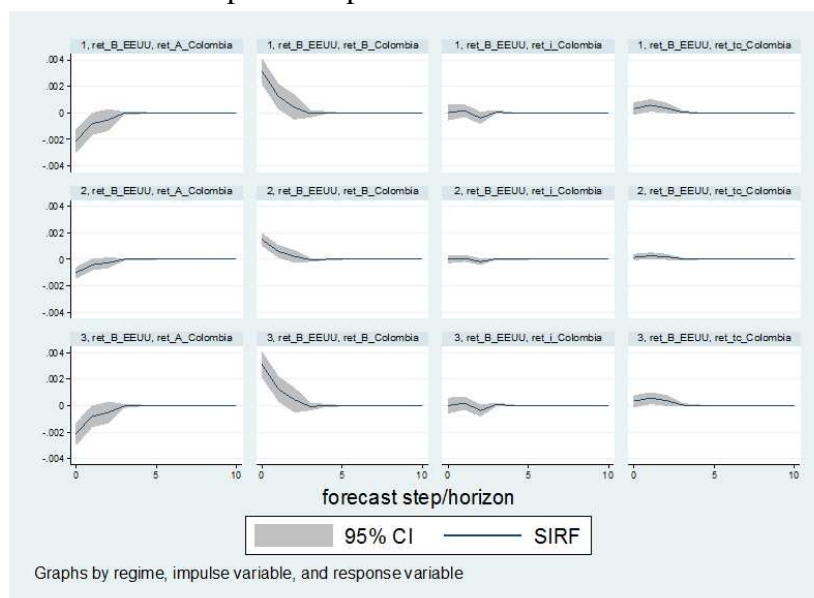 1, ret_B_EEUU, ret_A_Colombia
1, ret_B_EEUU, ret_B_Colombia
1, ret_B_EEUU, ret_i_Colombia
1, ret_B_EEUU, ret_tc_Colombia
.004
.002
0
-.002
-.004
2, ret_B_EEUU, ret_A_Colombia
2, ret_B_EEUU, ret_B_Colombia
2, ret_B_EEUU, ret_i_Colombia
2, ret_B_EEUU, ret_tc_Colombia
.004
.002
0
-.002
-.004
3, ret_B_EEUU, ret_A_Colombia
3, ret_B_EEUU, ret_B_Colombia
3, ret_B_EEUU, ret_i_Colombia
3, ret_B_EEUU, ret_tc_Colombia
.004
.002
0
-.002
-.004
0 5 10 0 5 10 0 5 10 0 5 10
forecast step/horizon
95% CI SIRF
Graphs by regime, impulse variable, and response variable